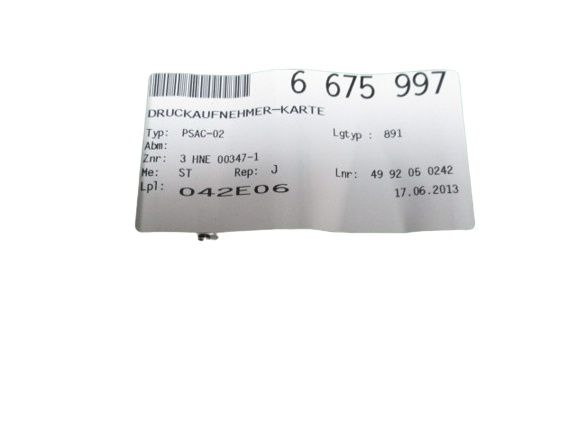 6 675 997
DRUCKAUFNEHMER-KARTE
Typ: PSAC-02 Lgtyp : 891
Abm:
Znr: 3 HNE 00347-1
Me: ST Rep: J Lnr: 49 92 05 0242
Lpl: 042E06 17.06.2013